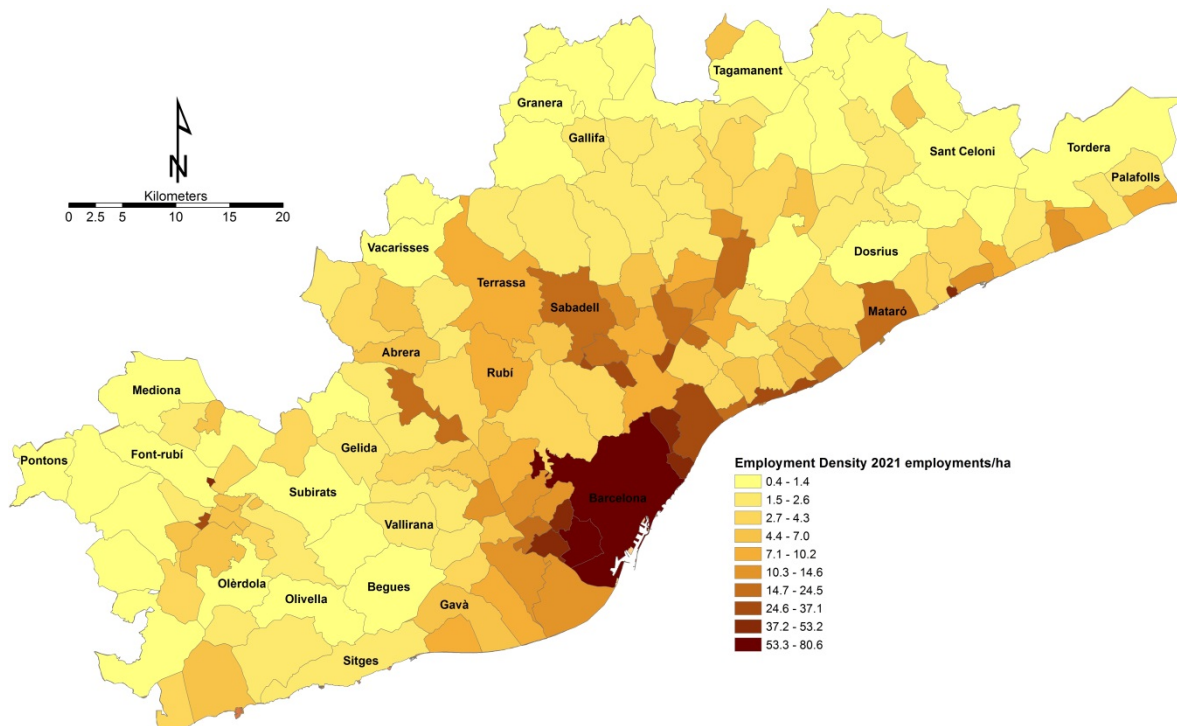 Tagamanent
Granera
Gallifa
Sant Celoni
Tordera
Palafolls
N
Kilometers
0 2.5 5 10 15 20
Vacarisses
Dosrius
Terrassa
Sabadell
Mataró
Abrera
Rubí
Mediona
Gelida
Font-rubí
Pontons
Subirats
Barcelona
Vallirana
Begues
Olèrdola
Olivella
Gavà
Sitges
Employment Density 2021 employments/ha
0.4 - 1.4
1.5 - 2.6
2.7 - 4.3
4.4 - 7.0
7.1 - 10.2
10.3 - 14.6
14.7 - 24.5
24.6 - 37.1
37.2 - 53.2
53.3 - 80.6